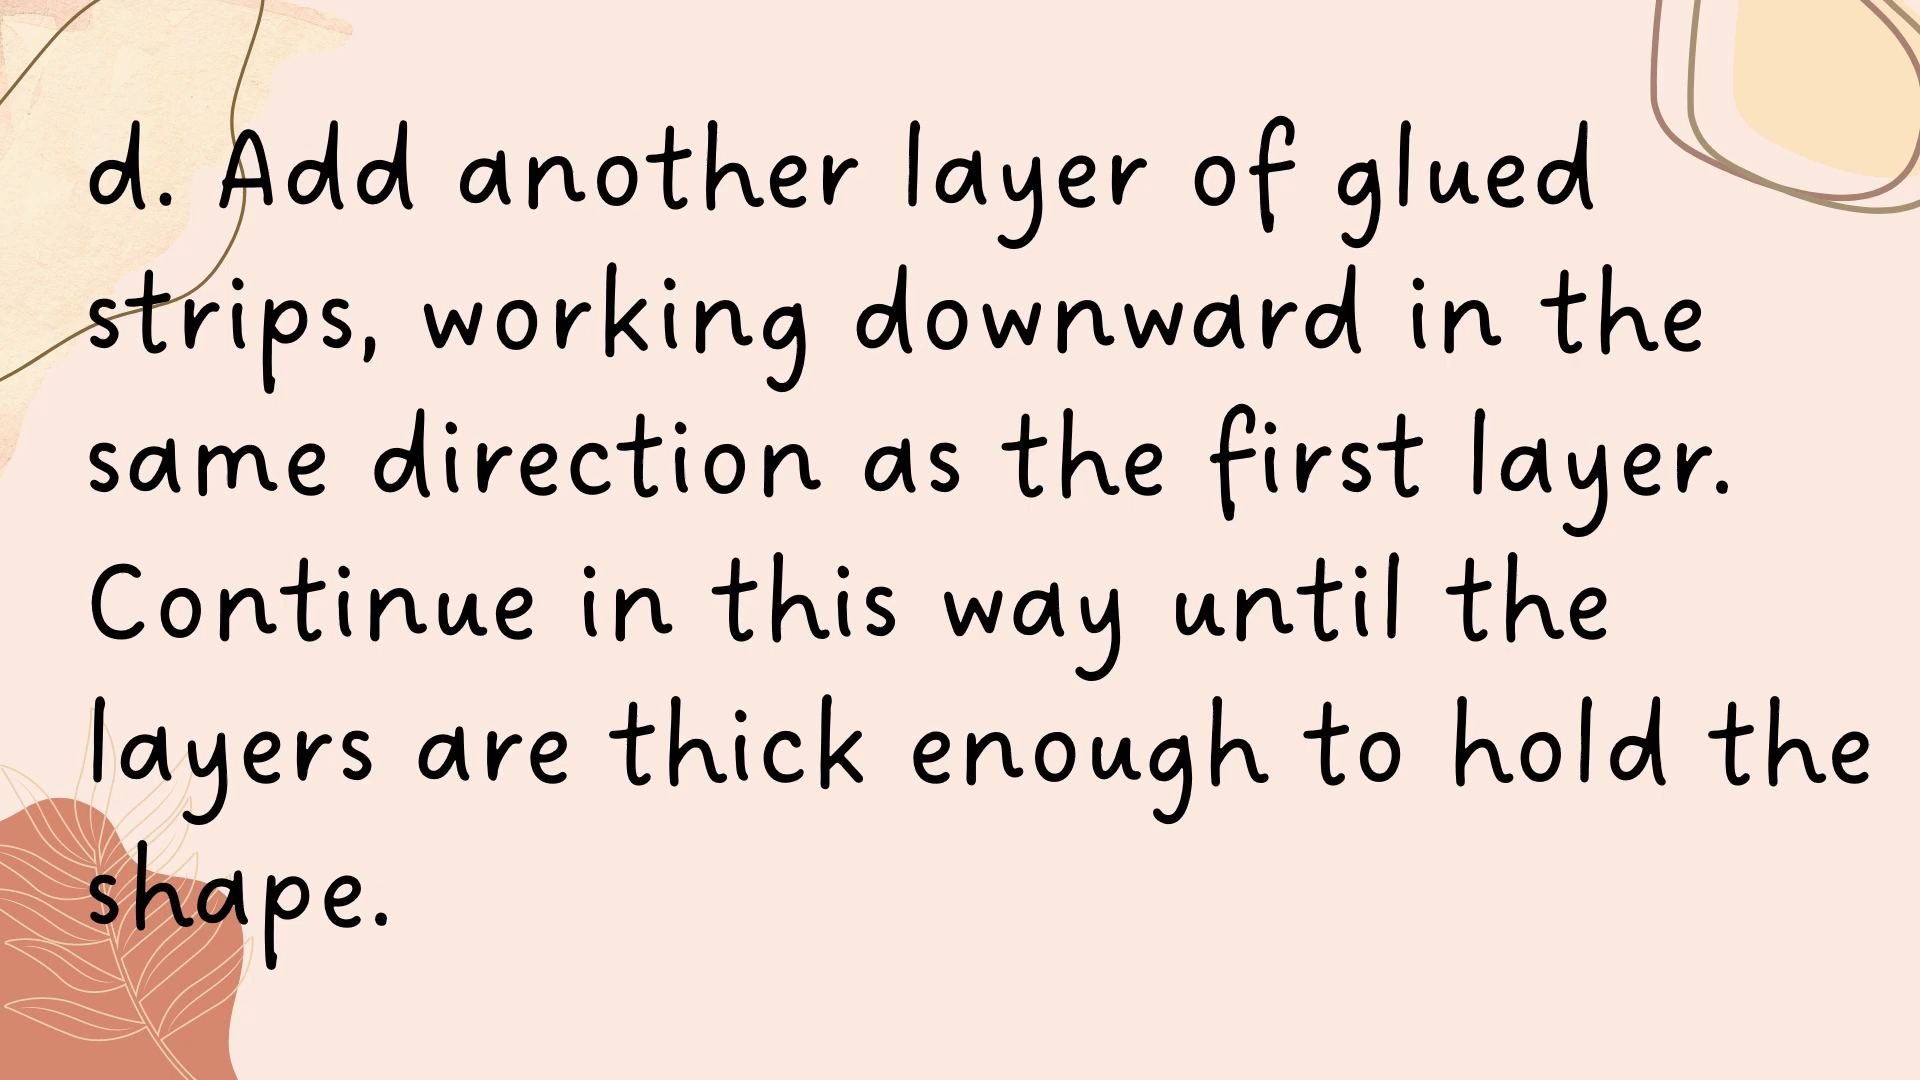 d. Add another layer of glued
strips, working downward in the
same direction as the first layer.
Continue in this way until the
layers are thick enough to hold the
shape.